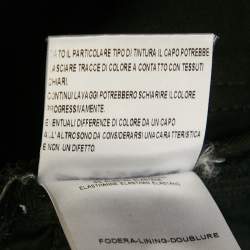 ATO IL PARTICOLARE TIPO DI TINTURA IL CAPO POTREBBE
LASCIARE TRACCE DI COLORE A CONTATTO CON TESSUTI
CHIARI.
CONTINUI LAVAGGI POTREBBERO SCHIARIRE IL COLORE
PROGRESSIVAMENTE.
EVENTUALI DIFFERENZE DI COLORE DA UN CAPO
ALL'ALTRO SONO DA CONSIDERARSI UNA CARATTERISTICA
E NON UN DIFETTO.
FODERA-LINING-DOUBLURE